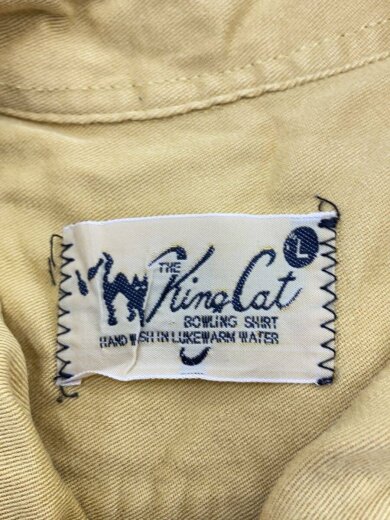 L
THE
King Cat
BOWLING SHIRT
HAND WASH IN LUKEWARM WATER